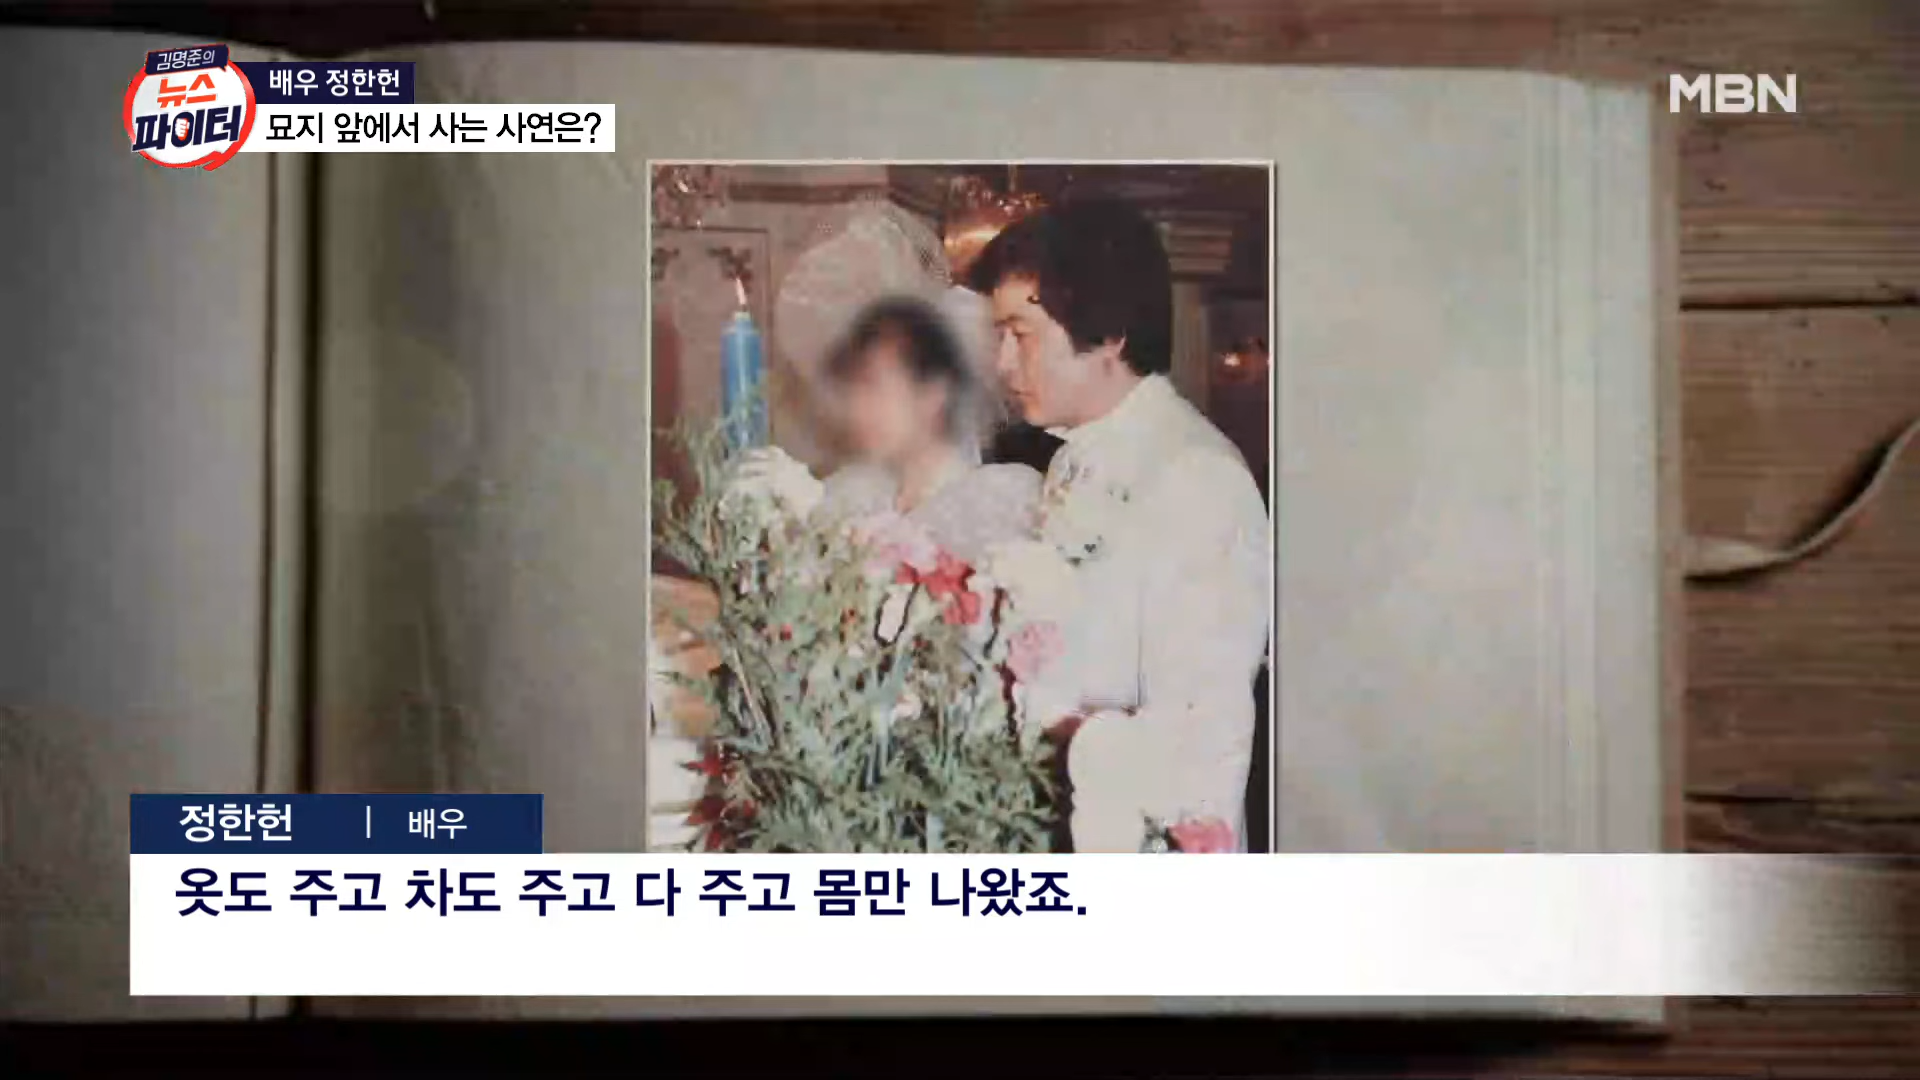 김명준의
뉴스
파이터
배우 정한헌
묘지 앞에서 사는 사연은?
MBN
정한헌 | 배우
옷도 주고 차도 주고 다 주고 몸만 나왔죠.